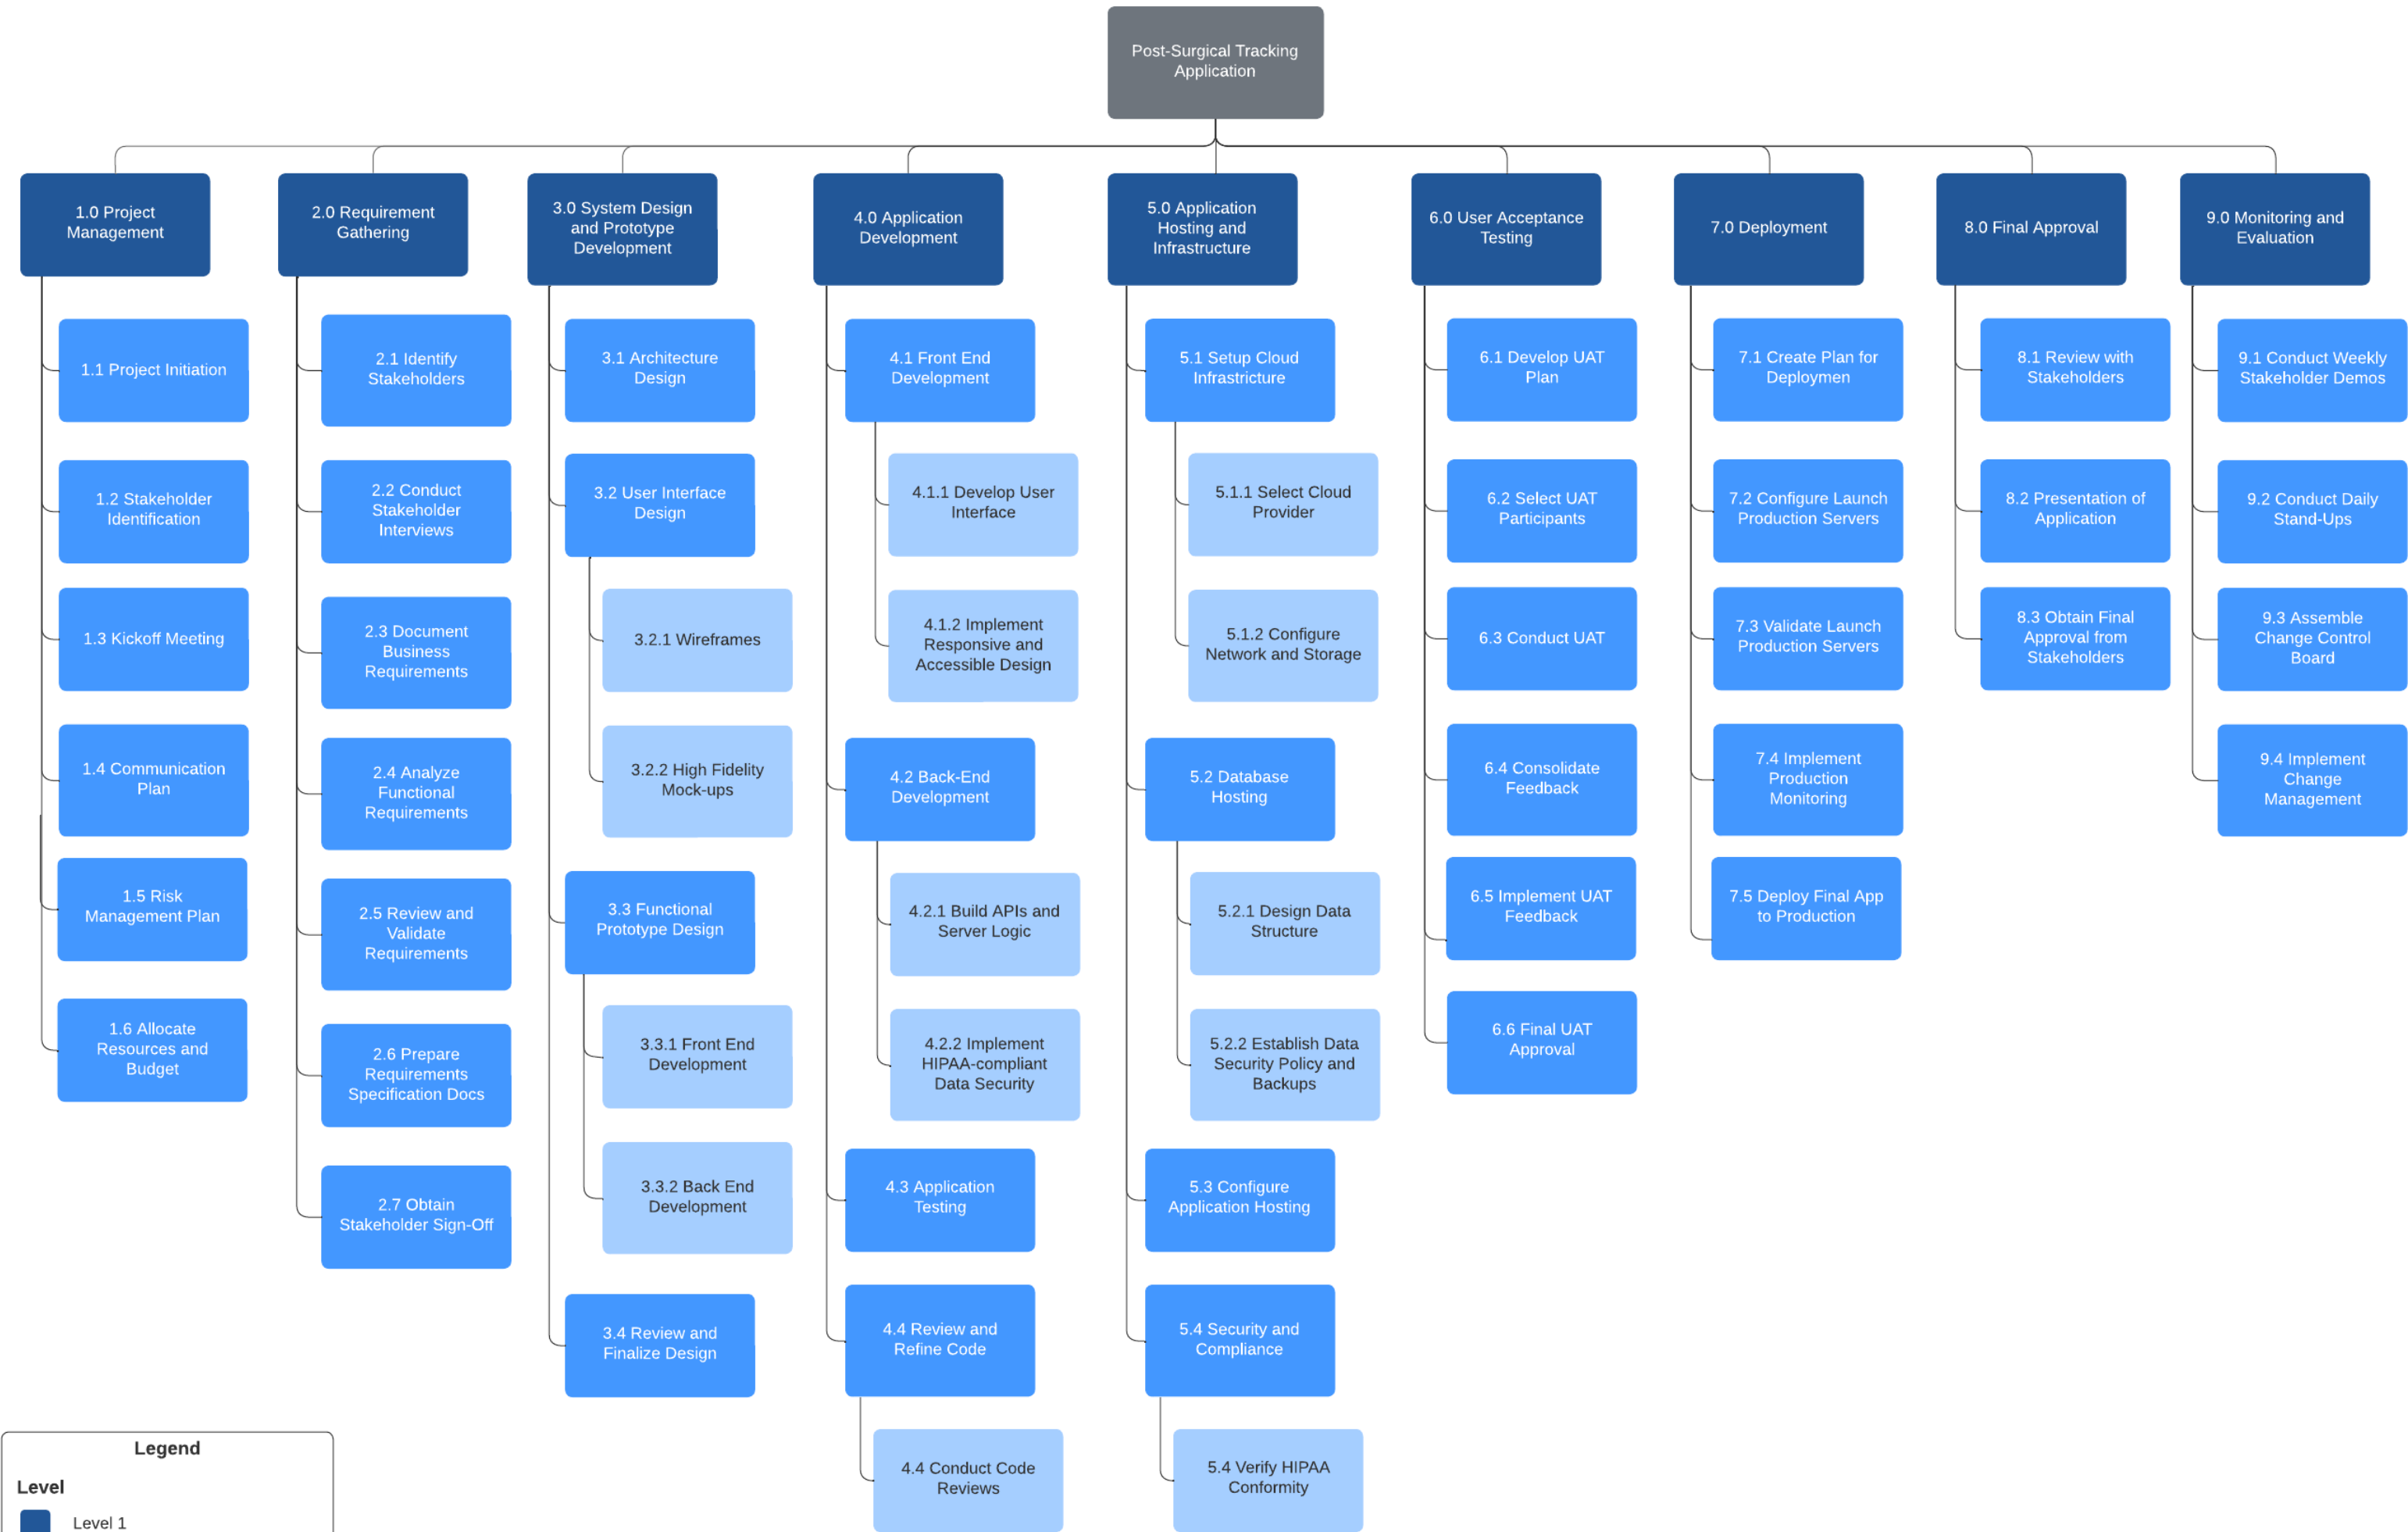 Post-Surgical Tracking
Application
1.0 Project
Management
1.1 Project Initiation
1.2 Stakeholder
Identification
1.3 Kickoff Meeting
1.4 Communication
Plan
1.5 Risk
Management Plan
1.6 Allocate
Resources and
Budget
2.0 Requirement
Gathering
2.1 Identify
Stakeholders
2.2 Conduct
Stakeholder
Interviews
2.3 Document
Business
Requirements
2.4 Analyze
Functional
Requirements
2.5 Review and
Validate
Requirements
2.6 Prepare
Requirements
Specification Docs
2.7 Obtain
Stakeholder Sign-Off
3.0 System Design
and Prototype
Development
3.1 Architecture
Design
3.2 User Interface
Design
3.2.1 Wireframes
3.2.2 High Fidelity
Mock-ups
3.3 Functional
Prototype Design
3.3.1 Front End
Development
3.3.2 Back End
Development
3.4 Review and
Finalize Design
4.0 Application
Development
4.1 Front End
Development
4.1.1 Develop User
Interface
4.1.2 Implement
Responsive and
Accessible Design
4.2 Back-End
Development
4.2.1 Build APIs and
Server Logic
4.2.2 Implement
HIPAA-compliant
Data Security
4.3 Application
Testing
4.4 Review and
Refine Code
4.4 Conduct Code
Reviews
5.0 Application
Hosting and
Infrastructure
5.1 Setup Cloud
Infrastricture
5.1.1 Select Cloud
Provider
5.1.2 Configure
Network and Storage
5.2 Database
Hosting
5.2.1 Design Data
Structure
5.2.2 Establish Data
Security Policy and
Backups
5.3 Configure
Application Hosting
5.4 Security and
Compliance
5.4 Verify HIPAA
Conformity
6.0 User Acceptance
Testing
6.1 Develop UAT
Plan
6.2 Select UAT
Participants
6.3 Conduct UAT
6.4 Consolidate
Feedback
6.5 Implement UAT
Feedback
6.6 Final UAT
Approval
7.0 Deployment
7.1 Create Plan for
Deploymen
7.2 Configure Launch
Production Servers
7.3 Validate Launch
Production Servers
7.4 Implement
Production
Monitoring
7.5 Deploy Final App
to Production
8.0 Final Approval
8.1 Review with
Stakeholders
8.2 Presentation of
Application
8.3 Obtain Final
Approval from
Stakeholders
9.0 Monitoring and
Evaluation
9.1 Conduct Weekly
Stakeholder Demos
9.2 Conduct Daily
Stand-Ups
9.3 Assemble
Change Control
Board
9.4 Implement
Change
Management
Legend
Level
Level 1